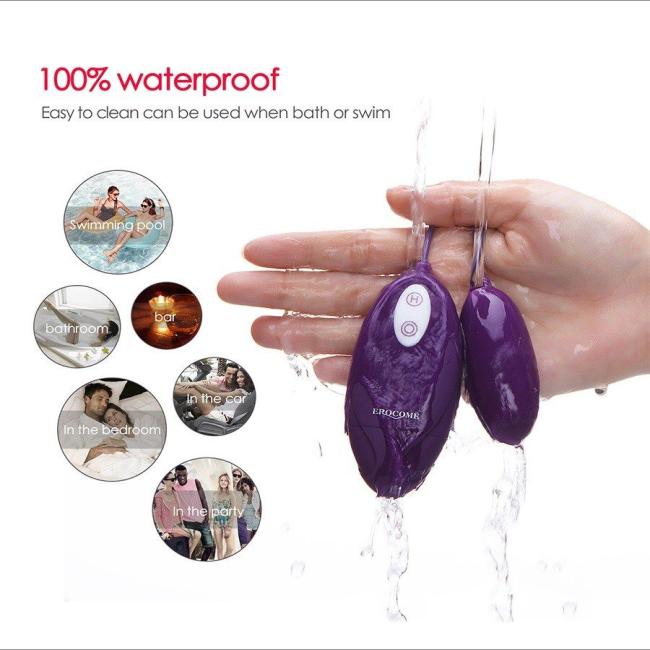 100% waterproof
Easy to clean can be used when bath or swim
Swimming pool
bathroom
bar
In the car
In the bedroom
In the party
H
EROCOME